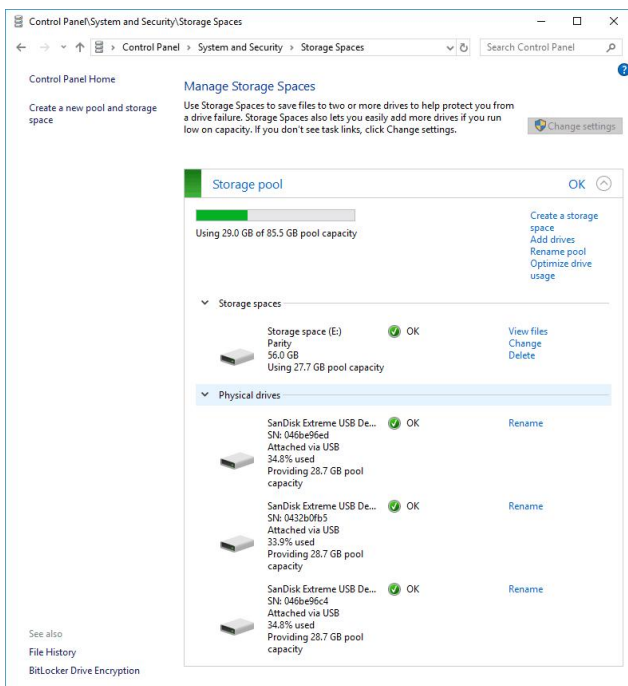 Control Panel\System and Security\Storage Spaces
Control Panel > System and Security > Storage Spaces
Search Control Panel
Control Panel Home
Create a new pool and storage
space
Manage Storage Spaces
Use Storage Spaces to save files to two or more drives to help protect you from
a drive failure. Storage Spaces also lets you easily add more drives if you run
low on capacity. If you don't see task links, click Change settings.
Change settings
Storage pool
OK
Using 29.0 GB of 85.5 GB pool capacity
Create a storage
space
Add drives
Rename pool
Optimize drive
usage
Storage spaces
Storage space (E:)
OK
View files
Parity
Change
56.0 GB
Delete
Using 27.7 GB pool capacity
Physical drives
SanDisk Extreme USB De...
OK
Rename
SN: 046be96ed
Attached via USB
34.8% used
Providing 28.7 GB pool
capacity
SanDisk Extreme USB De...
OK
Rename
SN: 0432b0fb5
Attached via USB
33.9% used
Providing 28.7 GB pool
capacity
SanDisk Extreme USB De...
OK
Rename
SN: 046be96c4
Attached via USB
34.8% used
Providing 28.7 GB pool
capacity
See also
File History
BitLocker Drive Encryption